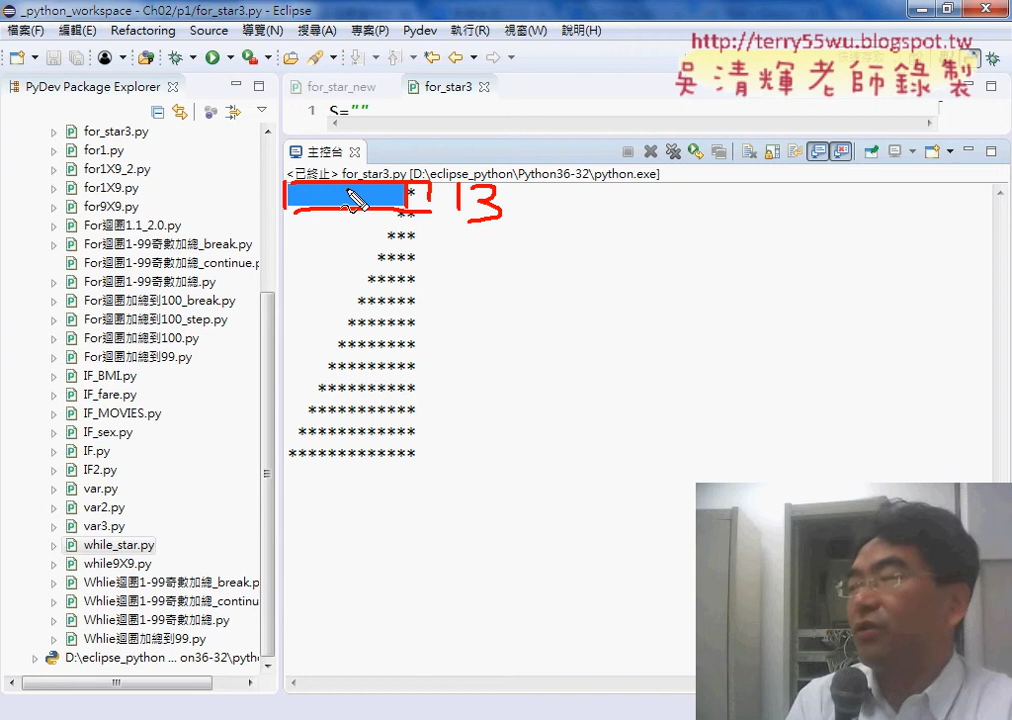 _python_workspace - Ch02/p1/for_star3.py - Eclipse
檔案(F) 編輯(E) Refactoring Source 導覽(N) 搜尋(A) 專案(P) Pydev 執行(R) 視窗(W) 說明(H)
http://terry55wu.blogspot.tw
吳清輝老師錄製
PyDev Package Explorer
for_star_new
for_star3
1 S=""
主控台
<已終止> for_star3.py [D:\eclipse_python\Python36-32\python.exe]
for_star3.py
for1.py
for1X9_2.py
for1X9.py
for9X9.py
For迴圈1.1_2.0.py
For迴圈1-99奇數加總_break.py
For迴圈1-99奇數加總_continue.p
For迴圈1-99奇數加總.py
For迴圈加總到100_break.py
For迴圈加總到100_step.py
For迴圈加總到100.py
For迴圈加總到99.py
IF_BMI.py
IF_fare.py
IF_MOVIES.py
IF_sex.py
IF.py
IF2.py
var.py
var2.py
var3.py
while_star.py
while9X9.py
Whlie迴圈1-99奇數加總_break.p
Whlie迴圈1-99奇數加總_continu
Whlie迴圈1-99奇數加總.py
Whlie迴圈加總到99.py
D:\eclipse_python ... on36-32\pytho
*
13
**
***
****
*****
******
*******
********
*********
**********
***********
************
*************